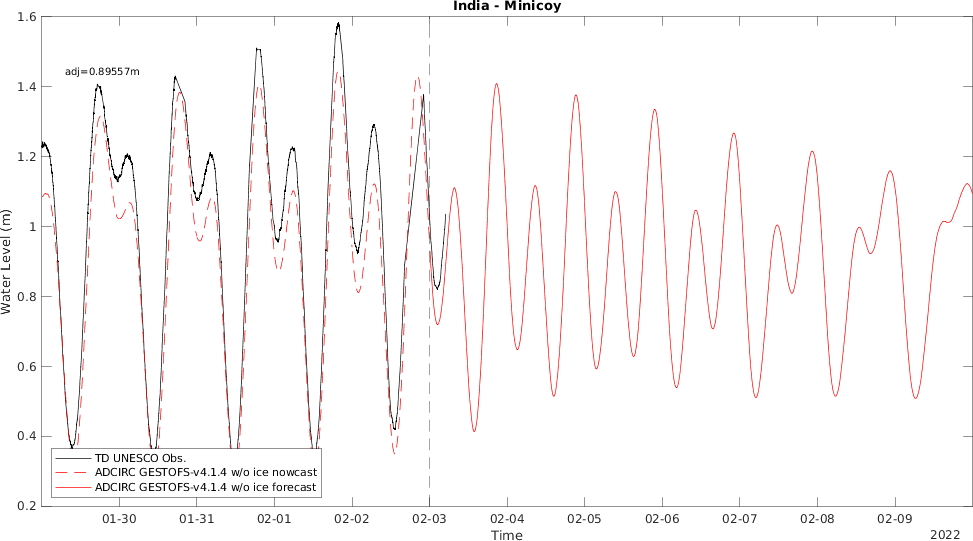 India - Minicoy
1.6
1.4
1.2
1
0.8
0.6
0.4
0.2
Water Level (m)
adj=0.89557m
TD UNESCO Obs.
ADCIRC GESTOFS-v4.1.4 w/o ice nowcast
ADCIRC GESTOFS-v4.1.4 w/o ice forecast
01-30 01-31 02-01 02-02 02-03 02-04 02-05 02-06 02-07 02-08 02-09
Time
2022